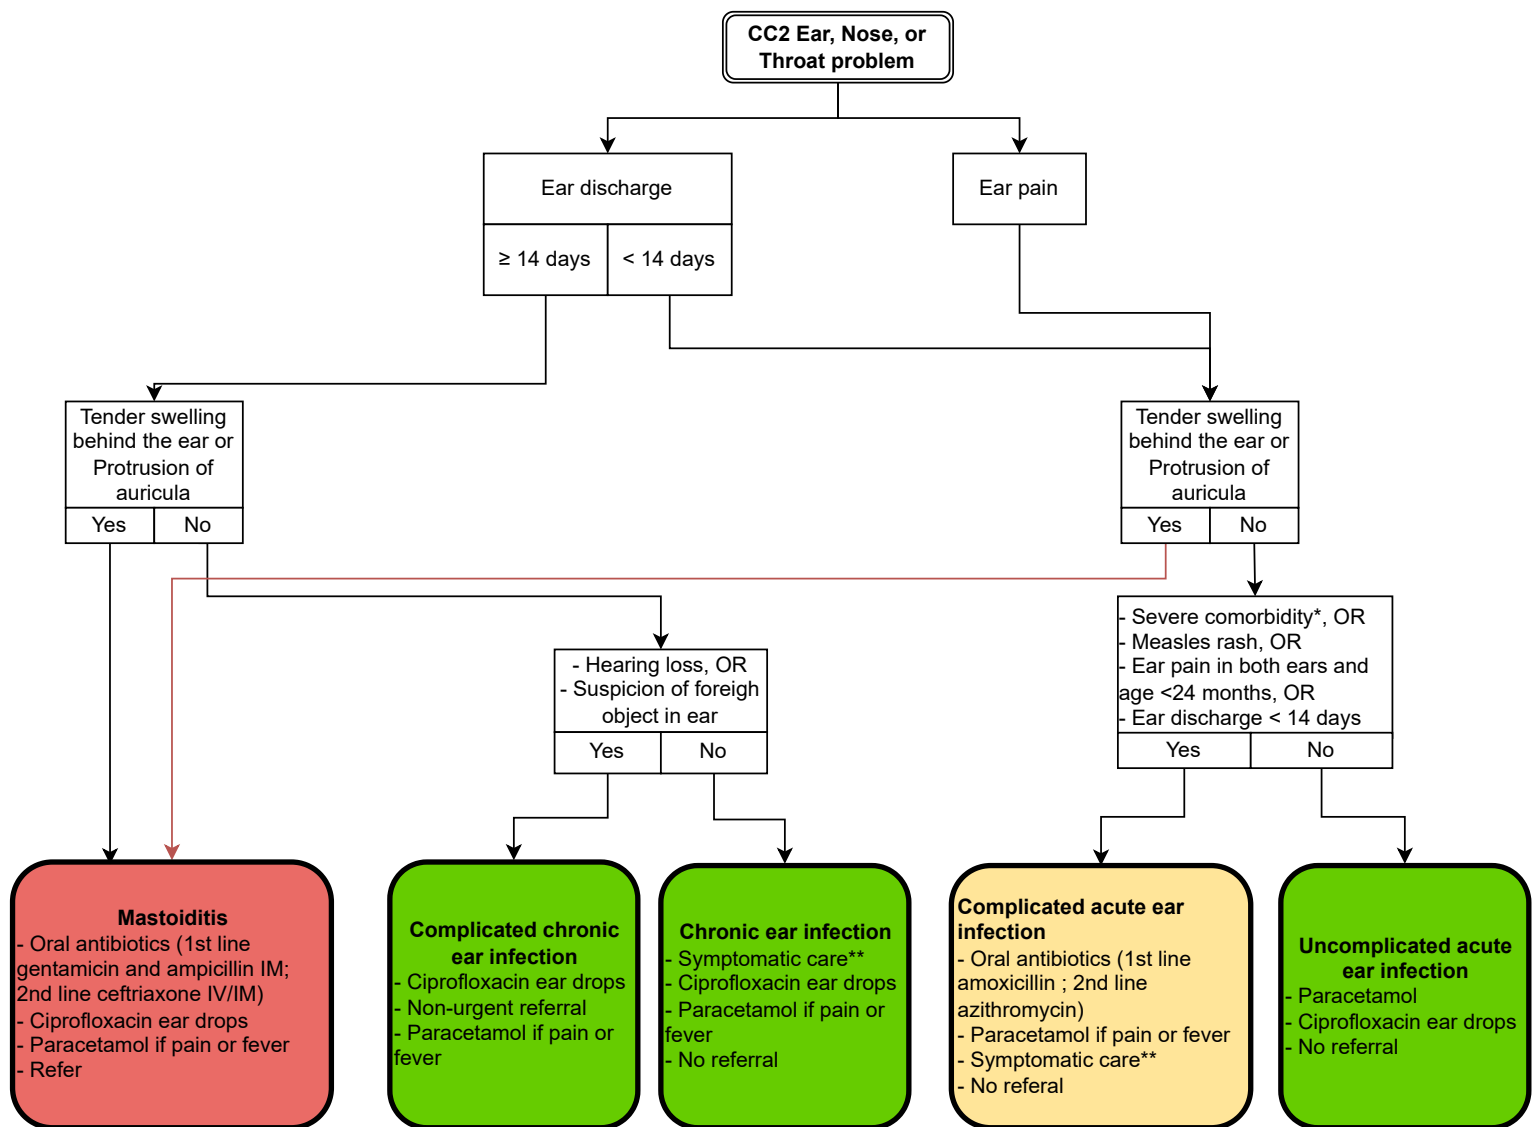 CC2 Ear, Nose, or
Throat problem
Ear discharge
Ear pain
≥ 14 days
< 14 days
Tender swelling
behind the ear or
Protrusion of
auricula
Yes
No
Tender swelling
behind the ear or
Protrusion of
auricula
Yes
No
- Hearing loss, OR
- Suspicion of foreigh
object in ear
Yes
No
- Severe comorbidity*, OR
- Measles rash, OR
- Ear pain in both ears and
age <24 months, OR
- Ear discharge < 14 days
Yes
No
Mastoiditis
- Oral antibiotics (1st line
gentamicin and ampicillin IM;
2nd line ceftriaxone IV/IM)
- Ciprofloxacin ear drops
- Paracetamol if pain or fever
- Refer
Complicated chronic
ear infection
- Ciprofloxacin ear drops
- Non-urgent referral
- Paracetamol if pain or
fever
Chronic ear infection
- Symptomatic care**
- Ciprofloxacin ear drops
- Paracetamol if pain or
fever
- No referral
Complicated acute ear
infection
- Oral antibiotics (1st line
amoxicillin ; 2nd line
azithromycin)
- Paracetamol if pain or fever
- Symptomatic care**
- No referal
Uncomplicated acute
ear infection
- Paracetamol
- Ciprofloxacin ear drops
- No referral